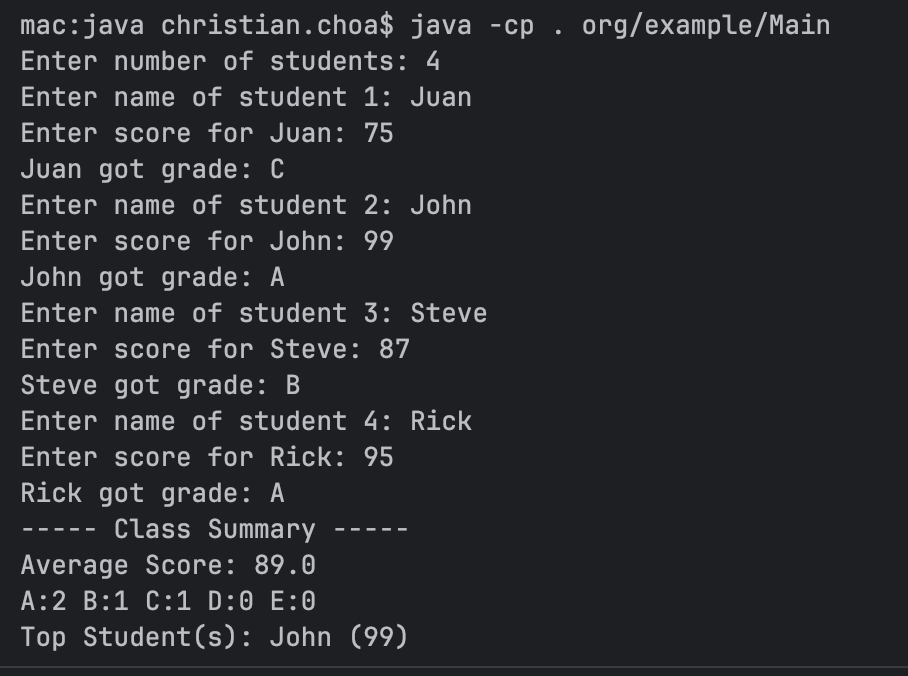 mac:java christian.choa$ java -cp . org/example/Main
Enter number of students: 4
Enter name of student 1: Juan
Enter score for Juan: 75
Juan got grade: C
Enter name of student 2: John
Enter score for John: 99
John got grade: A
Enter name of student 3: Steve
Enter score for Steve: 87
Steve got grade: B
Enter name of student 4: Rick
Enter score for Rick: 95
Rick got grade: A
----- Class Summary -----
Average Score: 89.0
A:2 B:1 C:1 D:0 E:0
Top Student(s): John (99)